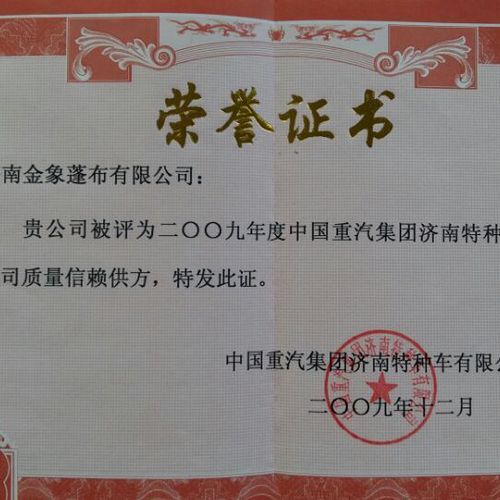 荣誉证书
南金象蓬布有限公司：
贵公司被评为二〇〇九年度中国重汽集团济南特种
司质量信赖供方，特发此证。
中国重汽集团济南特种车有限
二〇〇九年十二月